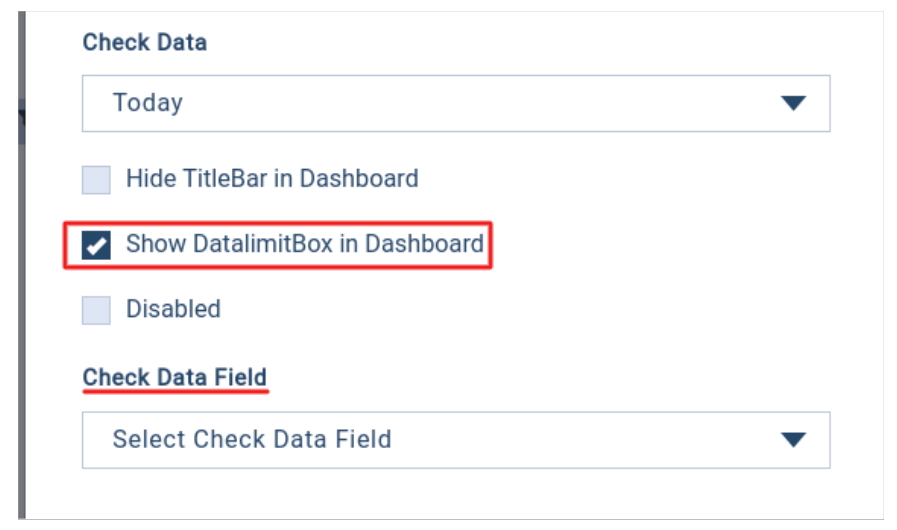 Check Data
Today
Hide TitleBar in Dashboard
Show DatalimitBox in Dashboard
Disabled
Check Data Field
Select Check Data Field